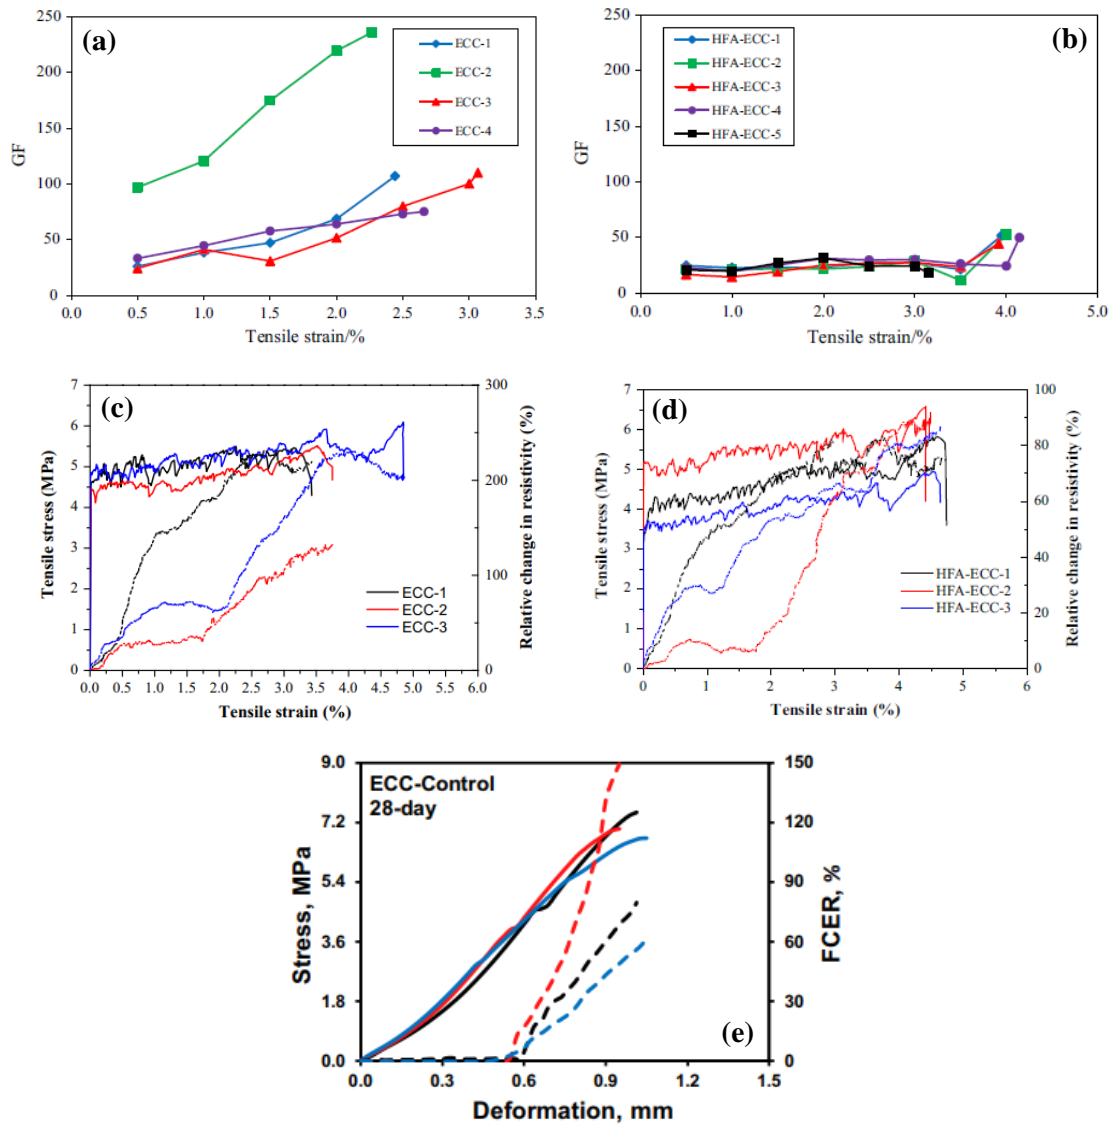 (a)
250
200
150
100
50
0
GF
ECC-1
ECC-2
ECC-3
ECC-4
0.0 0.5 1.0 1.5 2.0 2.5 3.0 3.5
Tensile strain/%
(b)
250
200
150
100
50
0
GF
HFA-ECC-1
HFA-ECC-2
HFA-ECC-3
HFA-ECC-4
HFA-ECC-5
0.0 1.0 2.0 3.0 4.0 5.0
Tensile strain/%
(c)
7
6
5
4
3
2
1
0
Tensile stress (MPa)
300
200
100
0
Relative change in resistivity (%)
ECC-1
ECC-2
ECC-3
0.0 0.5 1.0 1.5 2.0 2.5 3.0 3.5 4.0 4.5 5.0 5.5 6.0
Tensile strain (%)
(d)
7
6
5
4
3
2
1
0
Tensile stress (MPa)
100
80
60
40
20
0
Relative change in resistivity (%)
HFA-ECC-1
HFA-ECC-2
HFA-ECC-3
0 1 2 3 4 5 6
Tensile strain (%)
ECC-Control
28-day
9.0
7.2
5.4
3.6
1.8
0.0
Stress, MPa
150
120
90
60
30
0
FCER, %
(e)
0.0 0.3 0.6 0.9 1.2 1.5
Deformation, mm